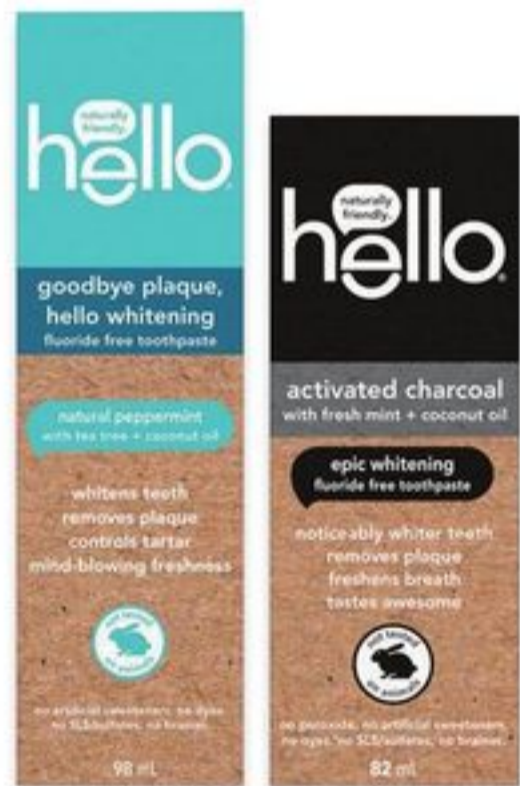 naturally
friendly.
hello
goodbye plaque,
hello whitening
fluoride free toothpaste
natural peppermint
with tea tree + coconut oil
whitens teeth
removes plaque
controls tartar
mind-blowing freshness
not tested
on animals
no artificial sweeteners, no dyes,
no SLS/sulfates, no brainer.
98 mL
naturally
friendly.
hello
activated charcoal
with fresh mint + coconut oil
epic whitening
fluoride free toothpaste
noticeably whiter teeth
removes plaque
freshens breath
tastes awesome
not tested
on animals
no peroxide, no artificial sweeteners,
no dyes, no SLS/sulfates, no brainer.
82 mL